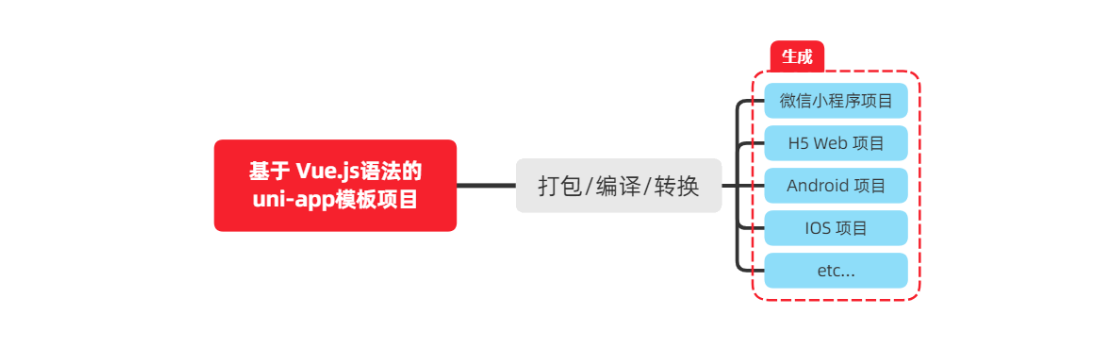 生成
微信小程序项目
H5 Web 项目
基于 Vue.js语法的
uni-app模板项目
打包/编译/转换
Android 项目
IOS 项目
etc...